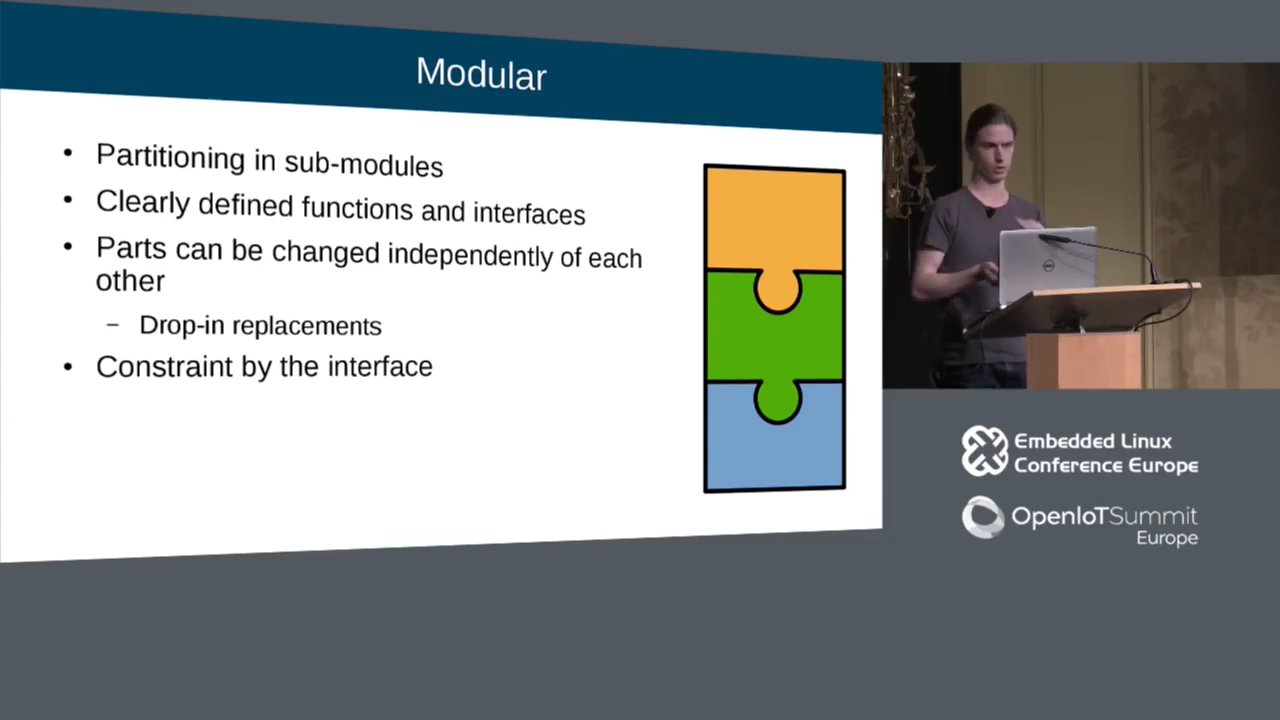 Modular
• Partitioning in sub-modules
• Clearly defined functions and interfaces
• Parts can be changed independently of each
other
– Drop-in replacements
• Constraint by the interface
Embedded Linux
Conference Europe
OpenIoTSummit
Europe